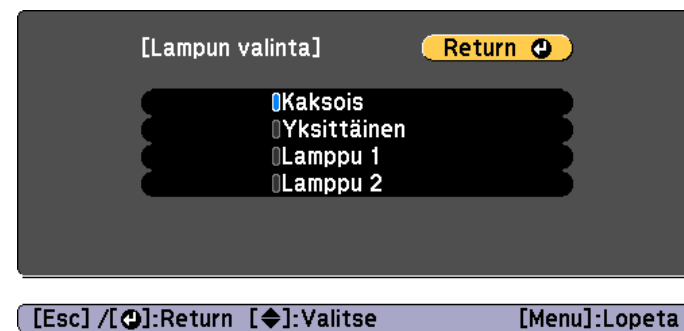 [Lampun valinta] Return
Kaksois
Yksittäinen
Lamppu 1
Lamppu 2
[Esc] /[⏎]:Return [◆]:Valitse [Menu]:Lopeta